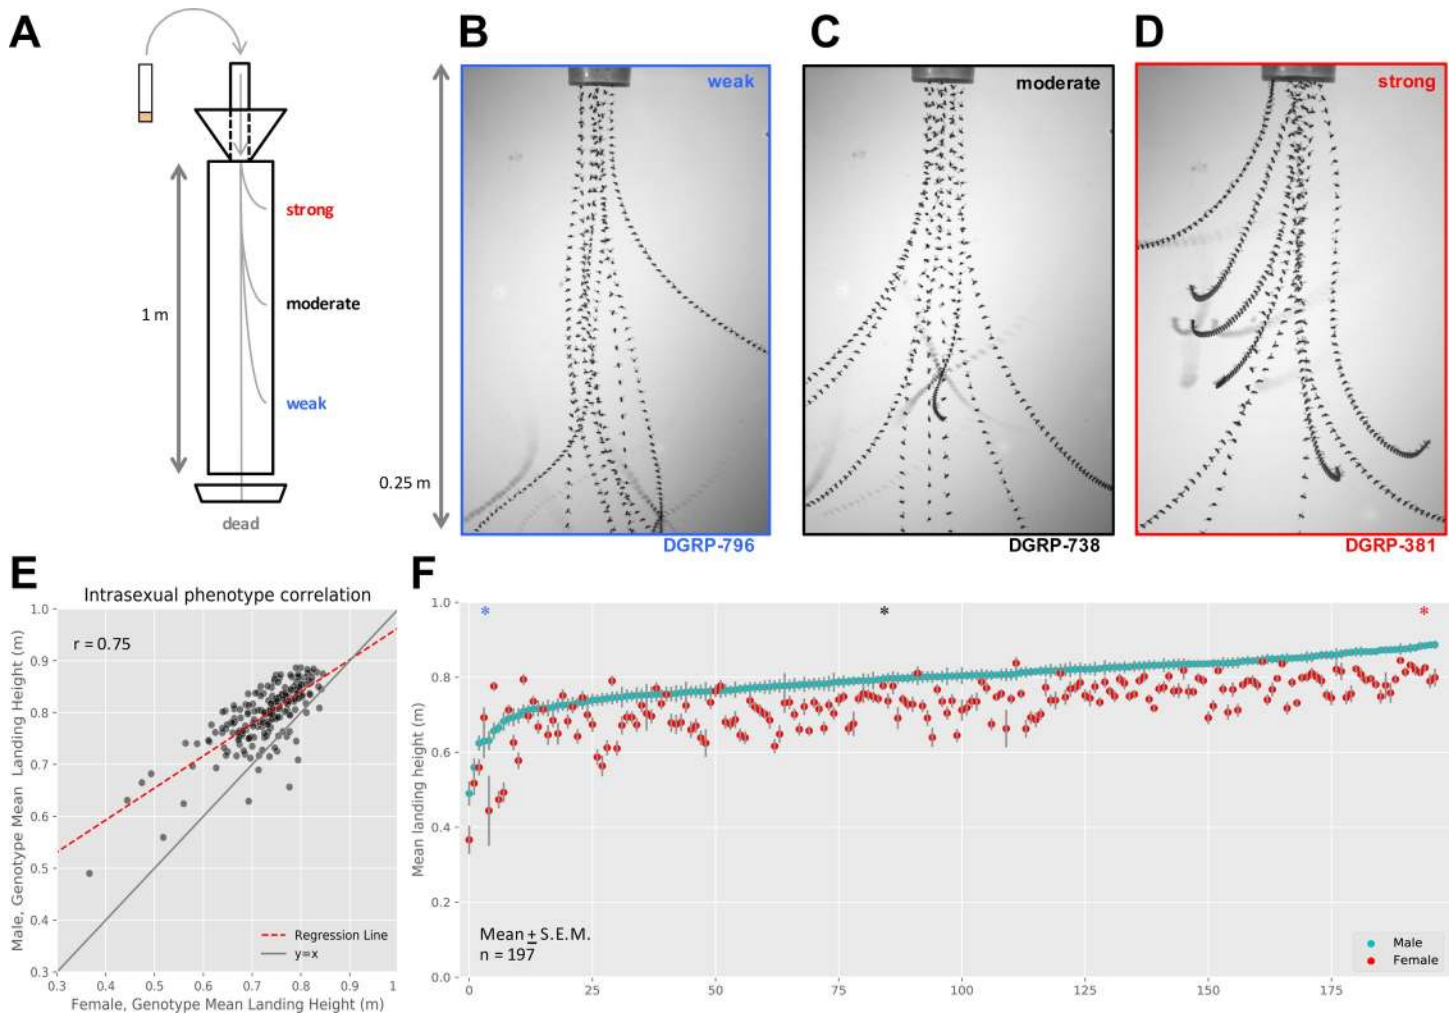 A
B
C
D
strong
moderate
weak
1 m
dead
0.25 m
weak
DGRP-796
moderate
DGRP-738
strong
DGRP-381
E
Intrasexual phenotype correlation
r = 0.75
Male, Genotype Mean Landing Height (m)
1.0
0.9
0.8
0.7
0.6
0.5
0.4
0.3
Regression Line
y=x
0.3 0.4 0.5 0.6 0.7 0.8 0.9 1
Female, Genotype Mean Landing Height (m)
F
Mean landing height (m)
1.0
0.8
0.6
0.4
0.2
0.0
* * *
Mean ± S.E.M.
n = 197
Male
Female
0 25 50 75 100 125 150 175